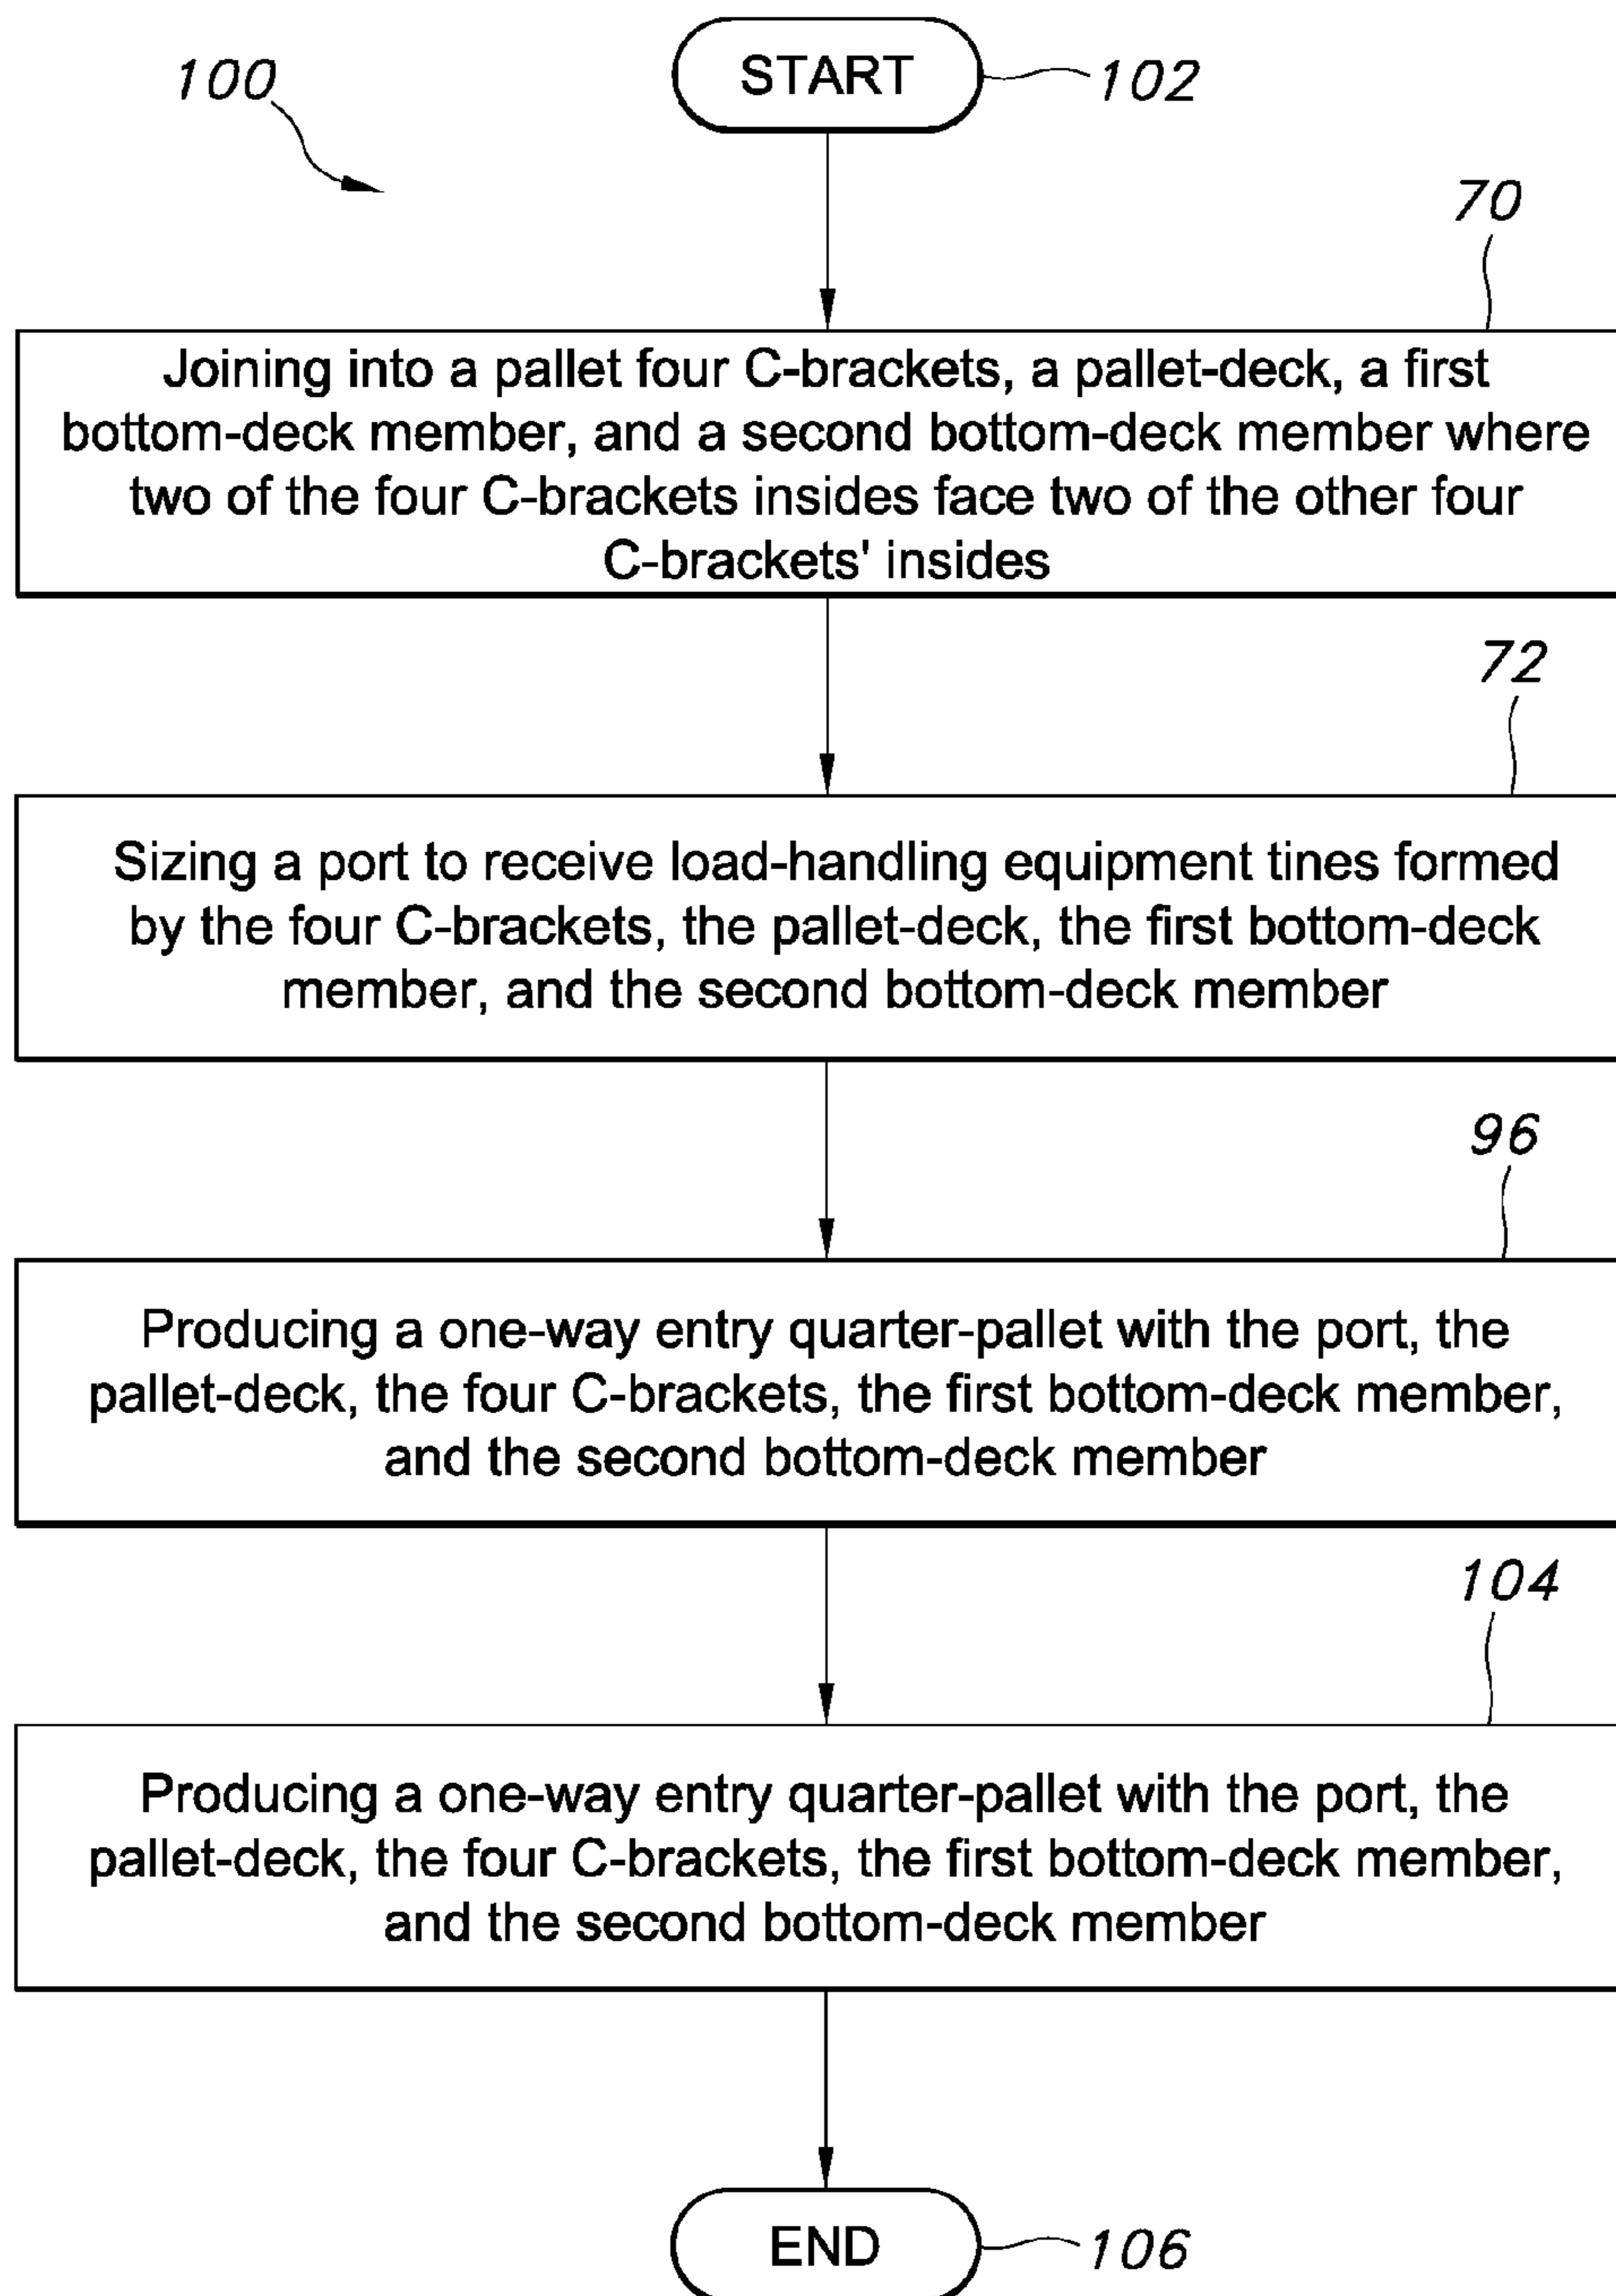 START
102
100
70
Joining into a pallet four C-brackets, a pallet-deck, a first
bottom-deck member, and a second bottom-deck member where
two of the four C-brackets insides face two of the other four
C-brackets' insides
72
Sizing a port to receive load-handling equipment tines formed
by the four C-brackets, the pallet-deck, the first bottom-deck
member, and the second bottom-deck member
96
Producing a one-way entry quarter-pallet with the port, the
pallet-deck, the four C-brackets, the first bottom-deck member,
and the second bottom-deck member
104
Producing a one-way entry quarter-pallet with the port, the
pallet-deck, the four C-brackets, the first bottom-deck member,
and the second bottom-deck member
END
106